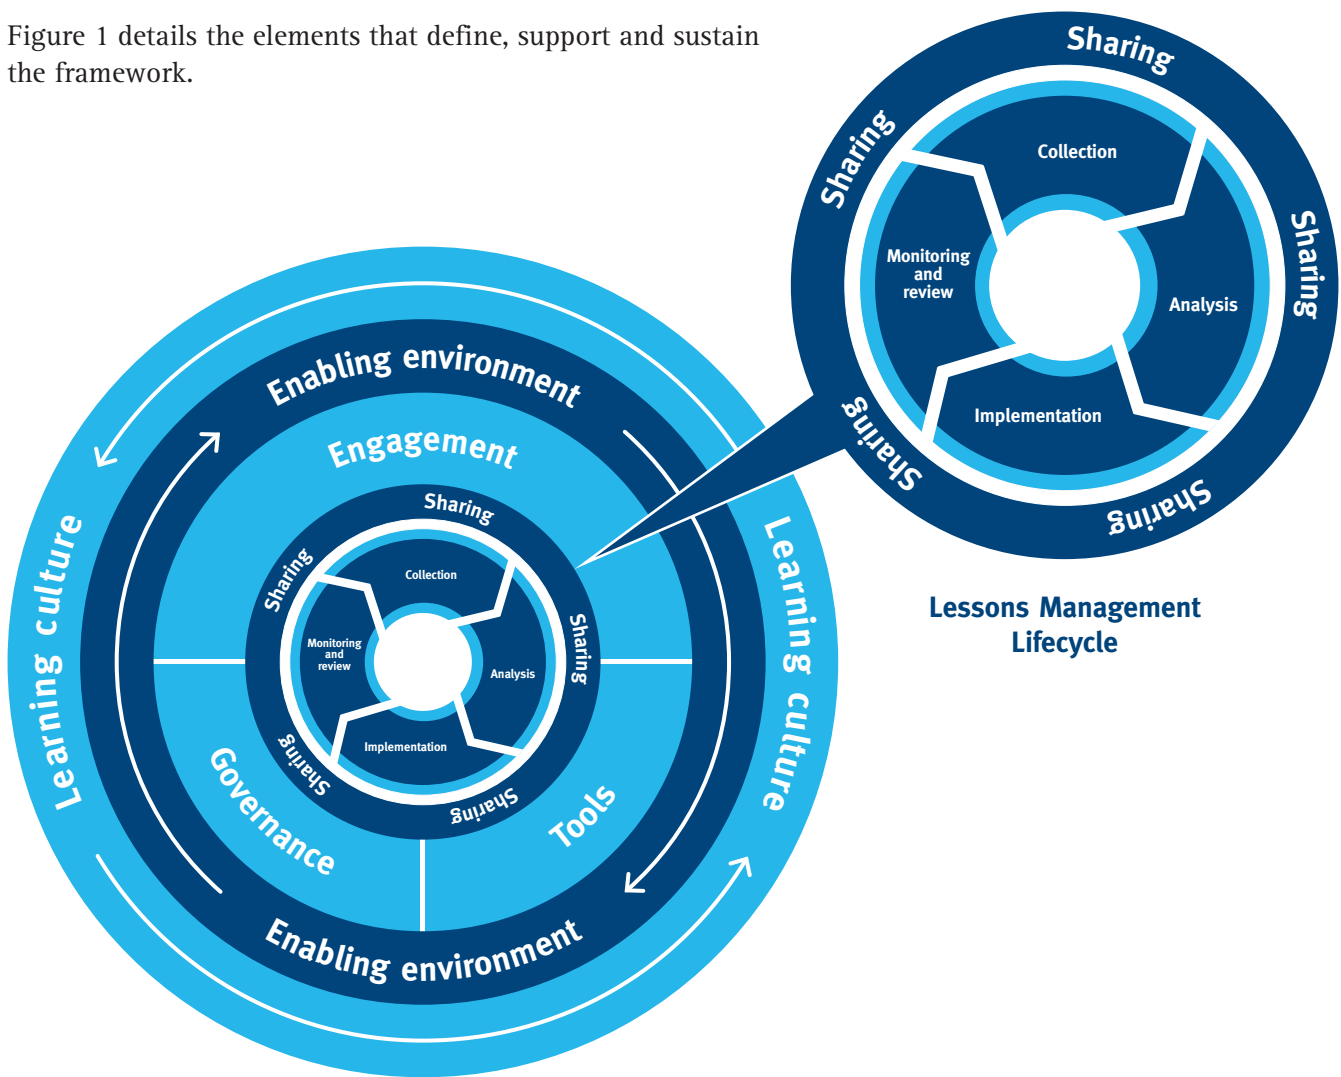 Figure 1 details the elements that define, support and sustain
the framework.
Sharing
Sharing
Sharing
Sharing
Sharing
Collection
Analysis
Implementation
Monitoring
and
review
Lessons Management
Lifecycle
Learning culture
Learning culture
Enabling environment
Enabling environment
Engagement
Governance
Tools
Sharing
Sharing
Sharing
Sharing
Sharing
Collection
Analysis
Implementation
Monitoring
and
review